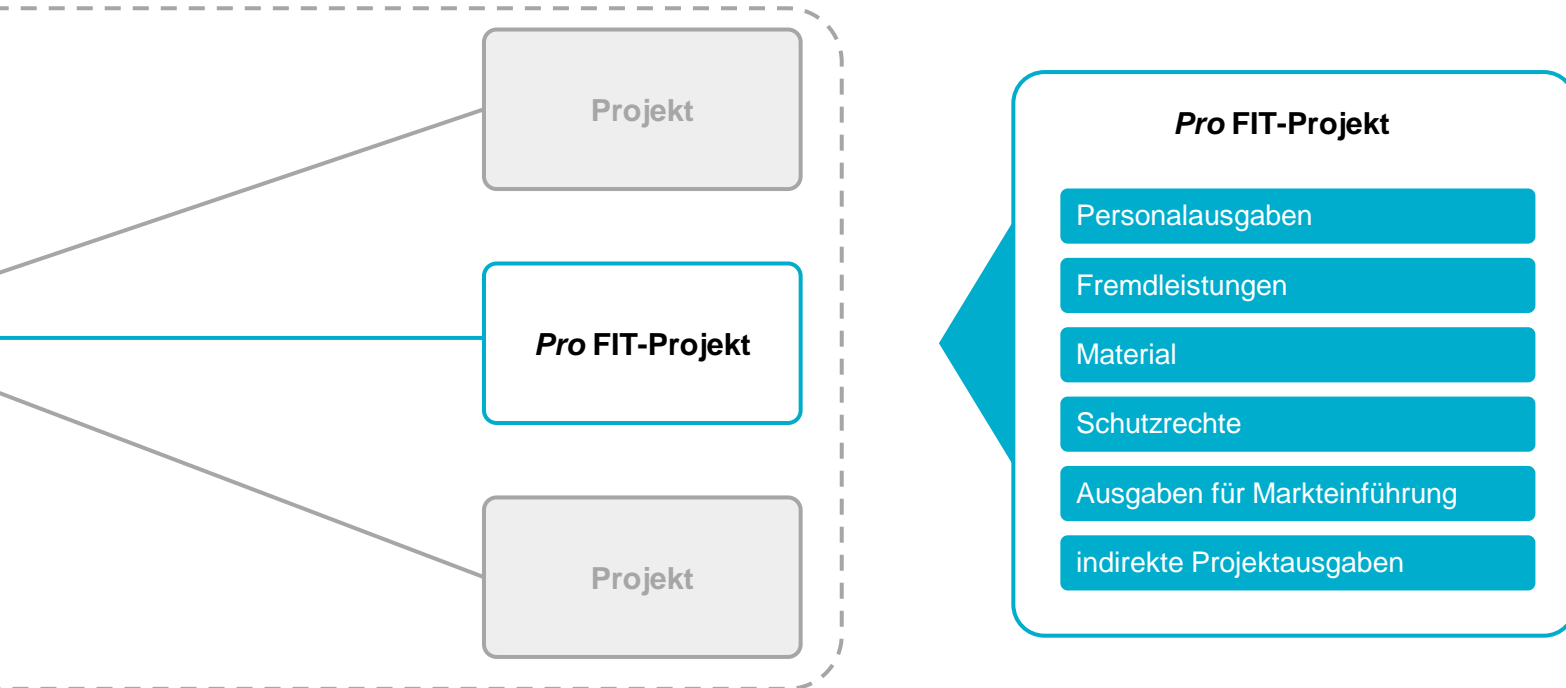 Projekt
Pro FIT-Projekt
Projekt
Pro FIT-Projekt
Personalausgaben
Fremdleistungen
Material
Schutzrechte
Ausgaben für Markteinführung
indirekte Projektausgaben